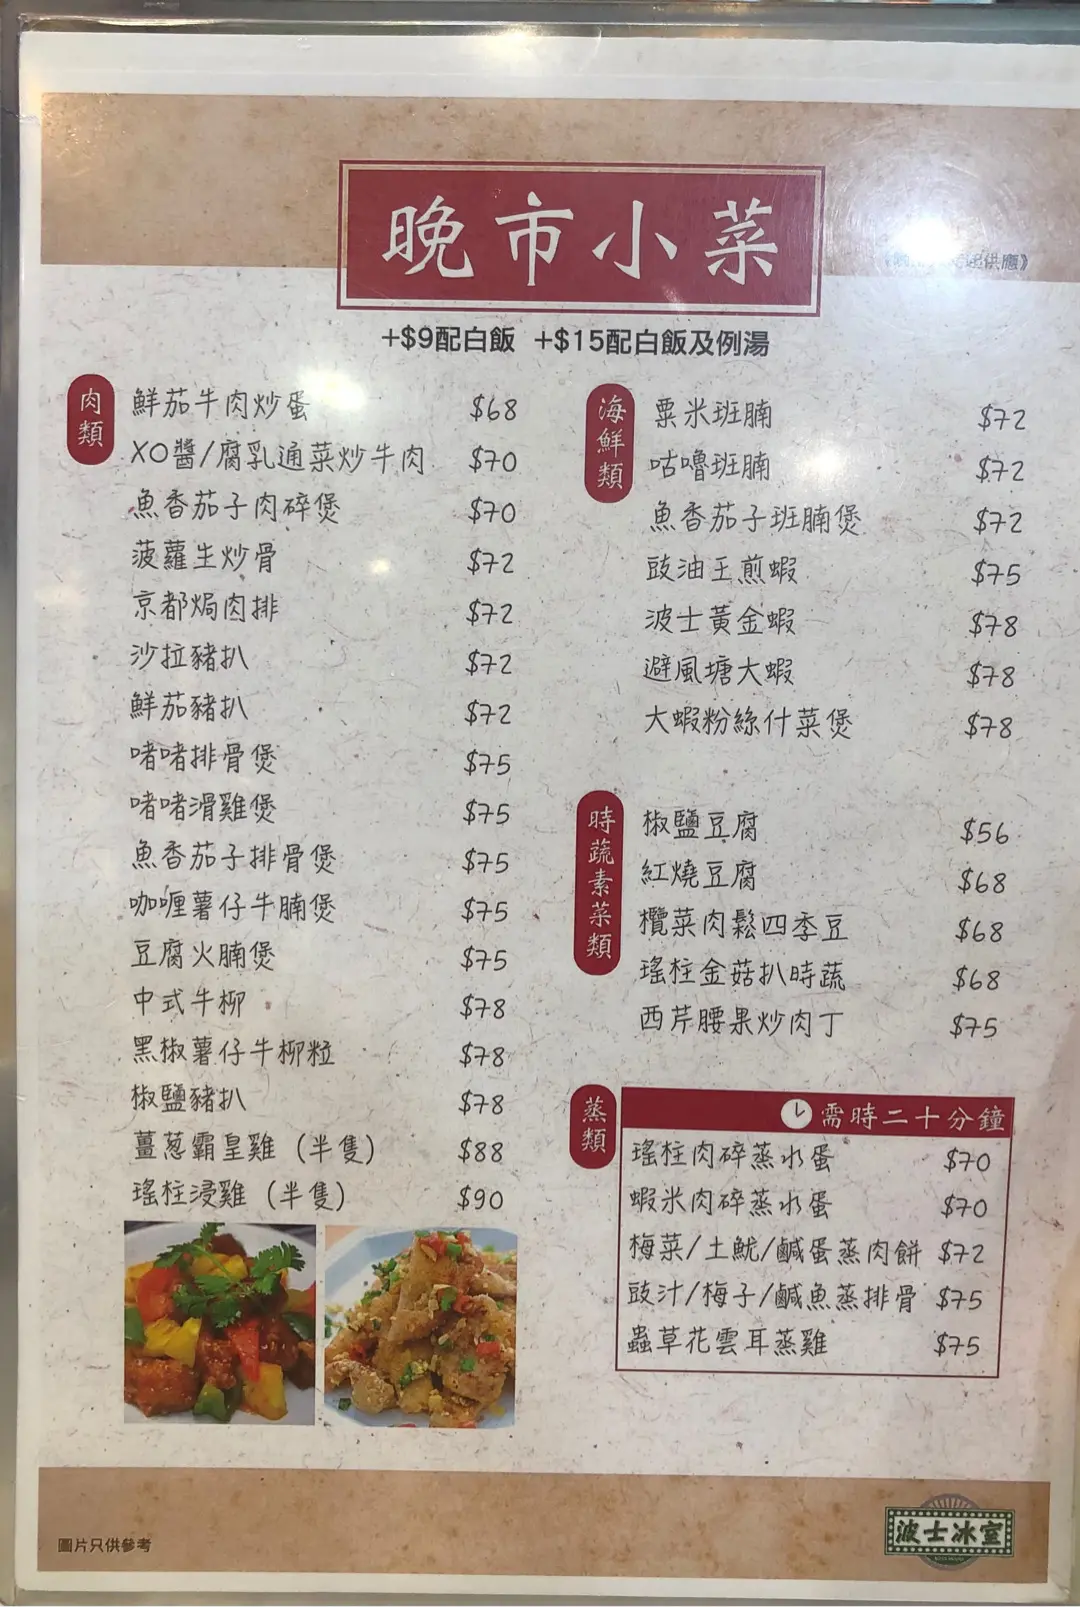 晚市小菜
供應》
+$9配白飯 +$15配白飯及例湯
肉類
鮮茄牛肉炒蛋 $68
XO醬/腐乳通菜炒牛肉 $70
魚香茄子肉碎煲 $70
菠蘿生炒骨 $72
京都焗肉排 $72
沙拉豬扒 $72
鮮茄豬扒 $72
啫啫排骨煲 $75
啫啫滑雞煲 $75
魚香茄子排骨煲 $75
咖喱薯仔牛腩煲 $75
豆腐火腩煲 $75
中式牛柳 $78
黑椒薯仔牛柳粒 $78
椒鹽豬扒 $78
薑葱霸皇雞（半隻） $88
瑤柱浸雞（半隻） $90
海鮮類
粟米班腩 $72
咕嚕班腩 $72
魚香茄子班腩煲 $72
豉油王煎蝦 $75
波士黃金蝦 $78
避風塘大蝦 $78
大蝦粉絲什菜煲 $78
時蔬素菜類
椒鹽豆腐 $56
紅燒豆腐 $68
欖菜肉鬆四季豆 $68
瑤柱金菇扒時蔬 $68
西芹腰果炒肉丁 $75
蒸類
需時二十分鐘
瑤柱肉碎蒸水蛋 $70
蝦米肉碎蒸水蛋 $70
梅菜/土魷/鹹蛋蒸肉餅 $72
豉汁/梅子/鹹魚蒸排骨 $75
蟲草花雲耳蒸雞 $75
圖片只供參考
波士冰室